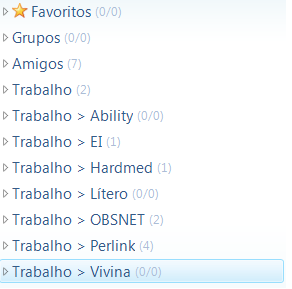 Favoritos (0/0)
Grupos (0/0)
Amigos (7)
Trabalho (2)
Trabalho > Ability (0/0)
Trabalho > EI (1)
Trabalho > Hardmed (1)
Trabalho > Lítero (0/0)
Trabalho > OBSNET (2)
Trabalho > Perlink (4)
Trabalho > Vivina (0/0)